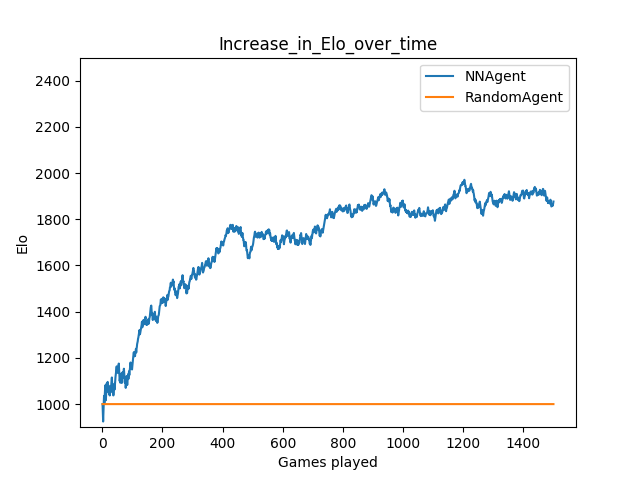 Increase_in_Elo_over_time
NNAgent
RandomAgent
Elo
2400
2200
2000
1800
1600
1400
1200
1000
0 200 400 600 800 1000 1200 1400
Games played